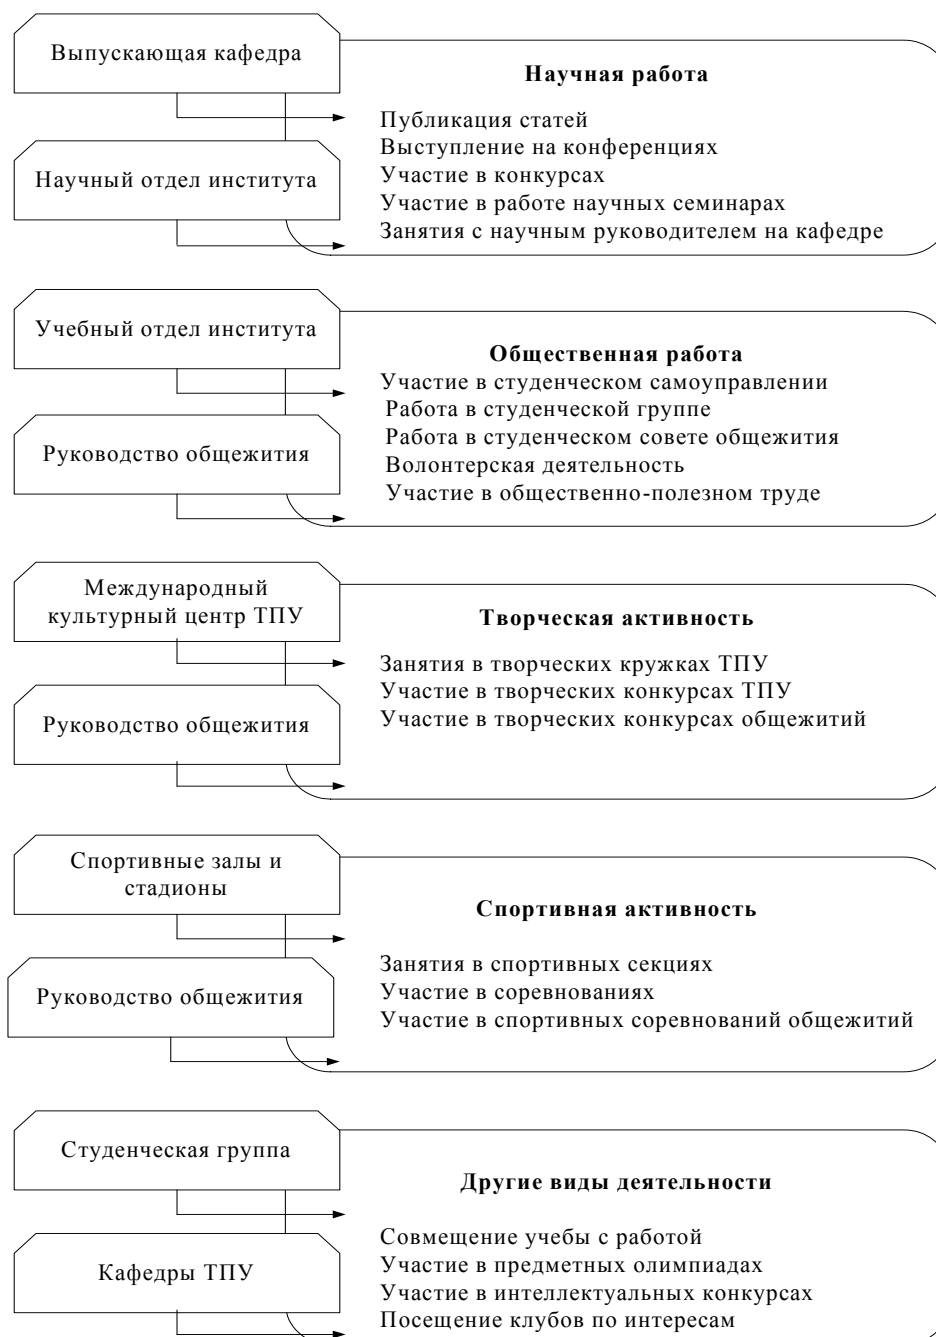 Выпускающая кафедра
Научная работа
Публикация статей
Выступление на конференциях
Научный отдел института
Участие в конкурсах
Участие в работе научных семинарах
Занятия с научным руководителем на кафедре
Учебный отдел института
Общественная работа
Участие в студенческом самоуправлении
Работа в студенческой группе
Руководство общежития
Работа в студенческом совете общежития
Волонтерская деятельность
Участие в общественно-полезном труде
Международный
культурный центр ТПУ
Творческая активность
Занятия в творческих кружках ТПУ
Участие в творческих конкурсах ТПУ
Руководство общежития
Участие в творческих конкурсах общежитий
Спортивные залы и
стадионы
Спортивная активность
Занятия в спортивных секциях
Руководство общежития
Участие в соревнованиях
Участие в спортивных соревнований общежитий
Студенческая группа
Другие виды деятельности
Совмещение учебы с работой
Участие в предметных олимпиадах
Кафедры ТПУ
Участие в интеллектуальных конкурсах
Посещение клубов по интересам